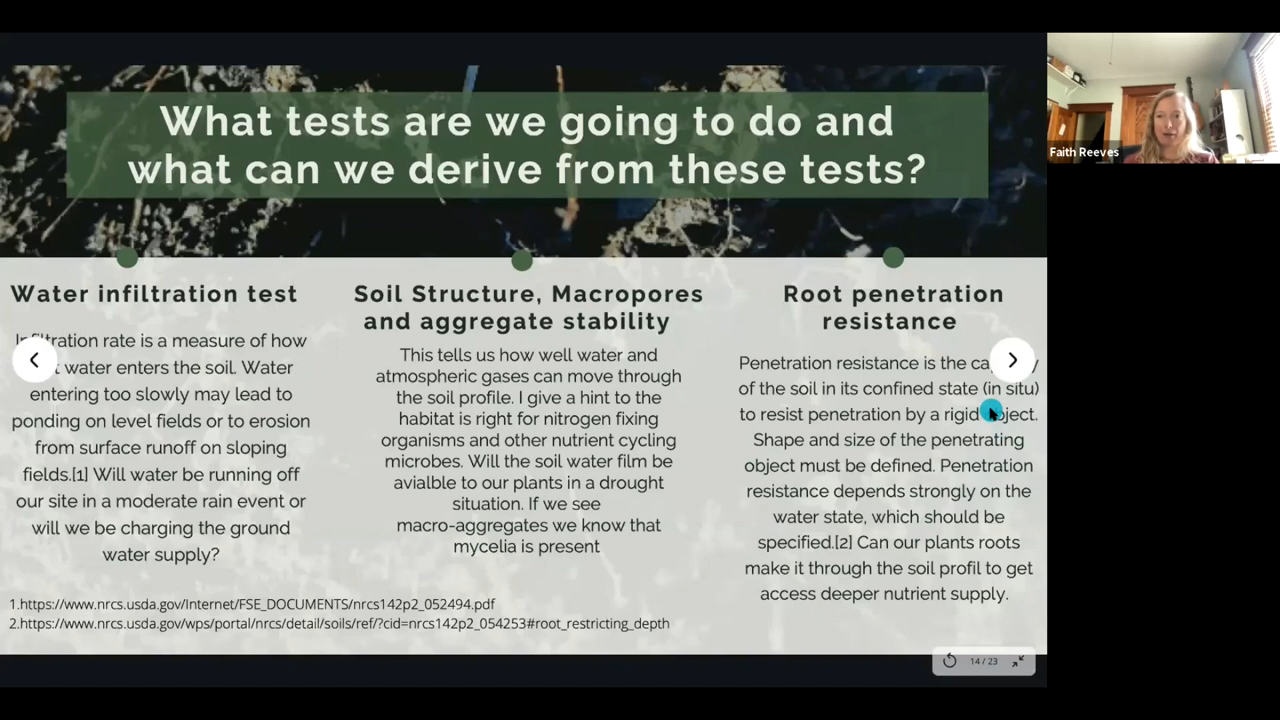 What tests are we going to do and
what can we derive from these tests?
Faith Reeves
Water infiltration test
Infiltration rate is a measure of how
water enters the soil. Water
entering too slowly may lead to
ponding on level fields or to erosion
from surface runoff on sloping
fields.[1] Will water be running off
our site in a moderate rain event or
will we be charging the ground
water supply?
Soil Structure, Macropores
and aggregate stability
This tells us how well water and
atmospheric gases can move through
the soil profile. I give a hint to the
habitat is right for nitrogen fixing
organisms and other nutrient cycling
microbes. Will the soil water film be
avialble to our plants in a drought
situation. If we see
macro-aggregates we know that
mycelia is present
Root penetration
resistance
Penetration resistance is the
of the soil in its confined state (in situ)
to resist penetration by a rigid object.
Shape and size of the penetrating
object must be defined. Penetration
resistance depends strongly on the
water state, which should be
specified.[2] Can our plants roots
make it through the soil profil to get
access deeper nutrient supply.
1.https://www.nrcs.usda.gov/Internet/FSE_DOCUMENTS/nrcs142p2_052494.pdf
2.https://www.nrcs.usda.gov/wps/portal/nrcs/detail/soils/ref/?cid=nrcs142p2_054253#root_restricting_depth
14 / 23